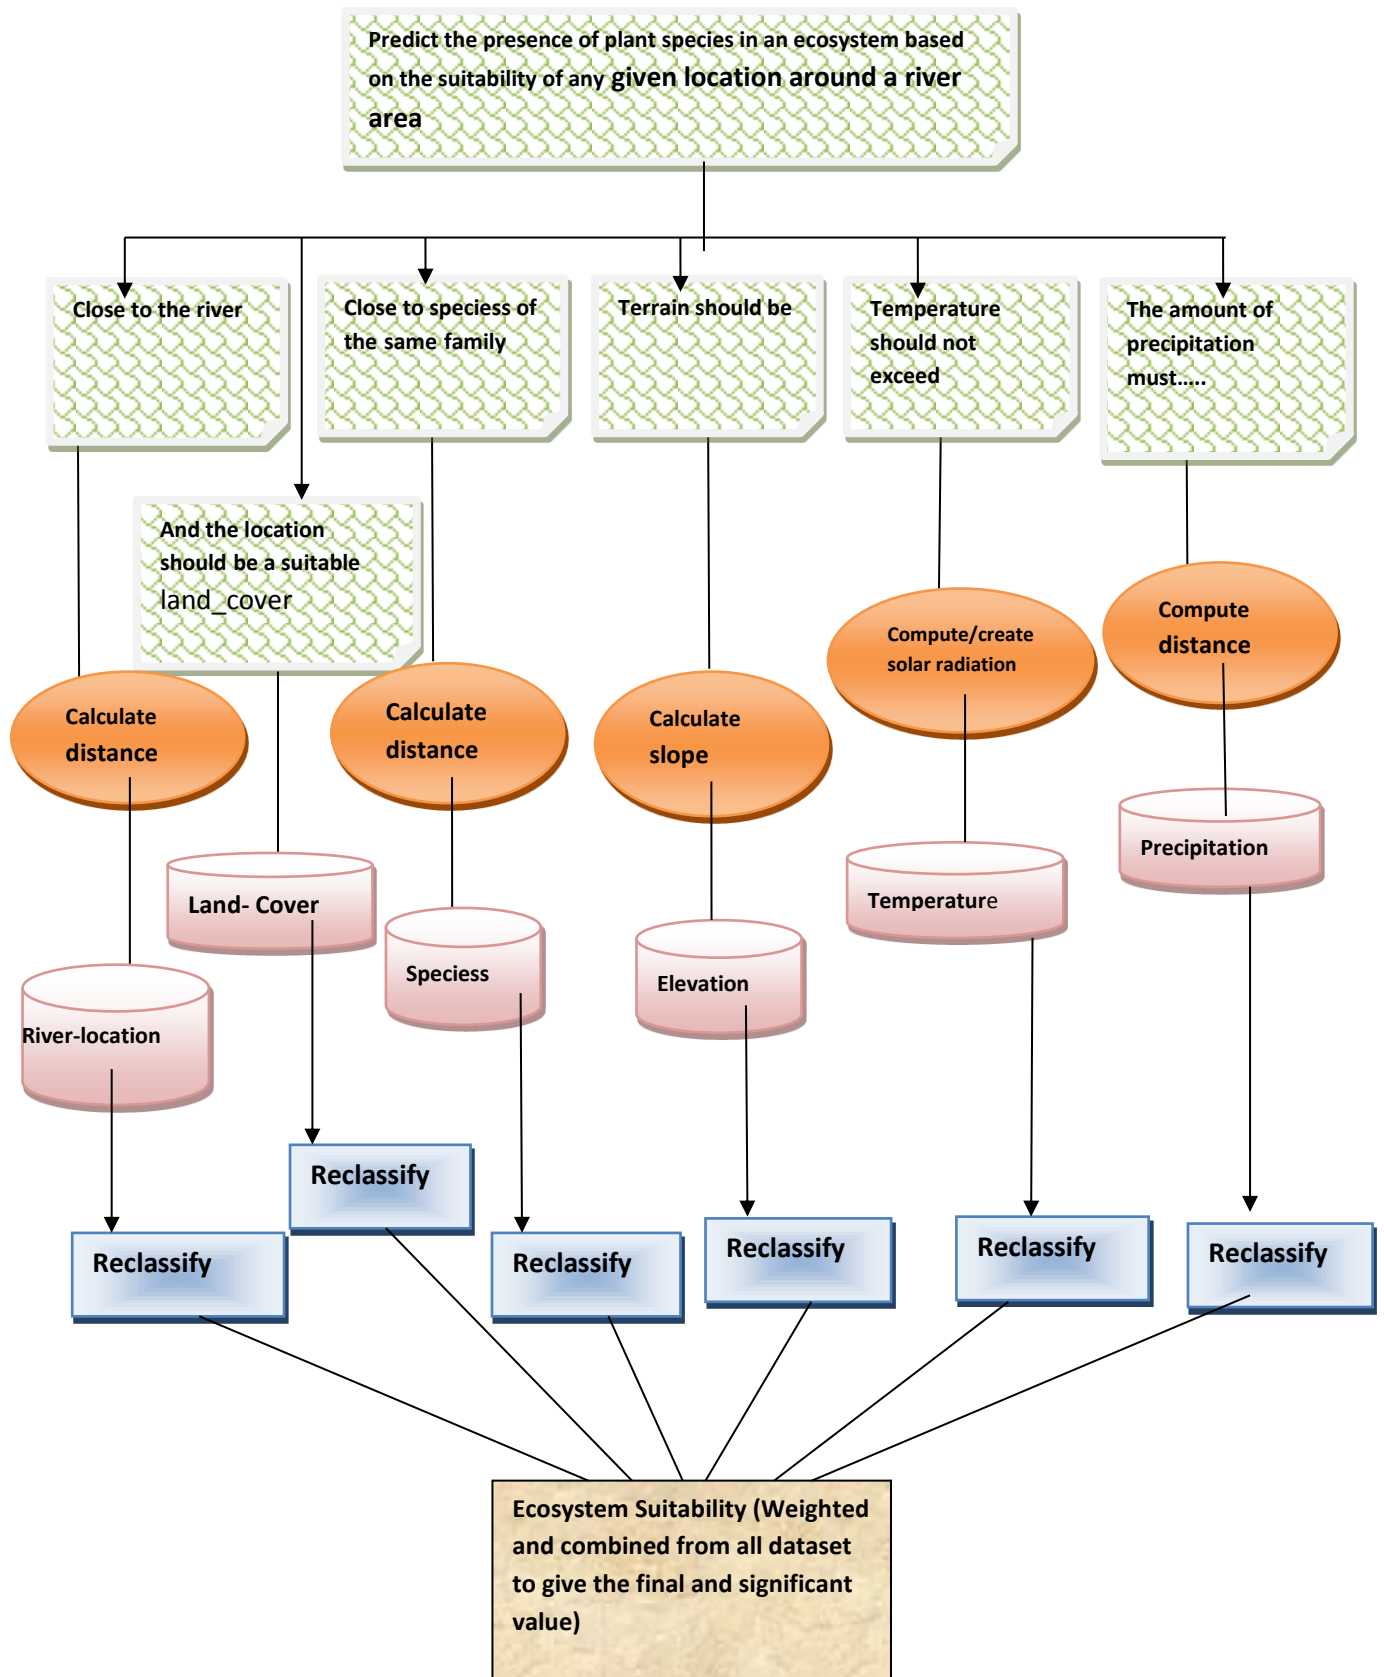 Predict the presence of plant species in an ecosystem based
on the suitability of any given location around a river
area
Close to the river
Close to speciess of
the same family
Terrain should be
Temperature
should not
exceed
The amount of
precipitation
must.....
And the location
should be a suitable
land_cover
Calculate
distance
Calculate
distance
Calculate
slope
Compute/create
solar radiation
Compute
distance
River-location
Land- Cover
Speciess
Elevation
Temperature
Precipitation
Reclassify
Reclassify
Reclassify
Reclassify
Reclassify
Reclassify
Ecosystem Suitability (Weighted
and combined from all dataset
to give the final and significant
value)